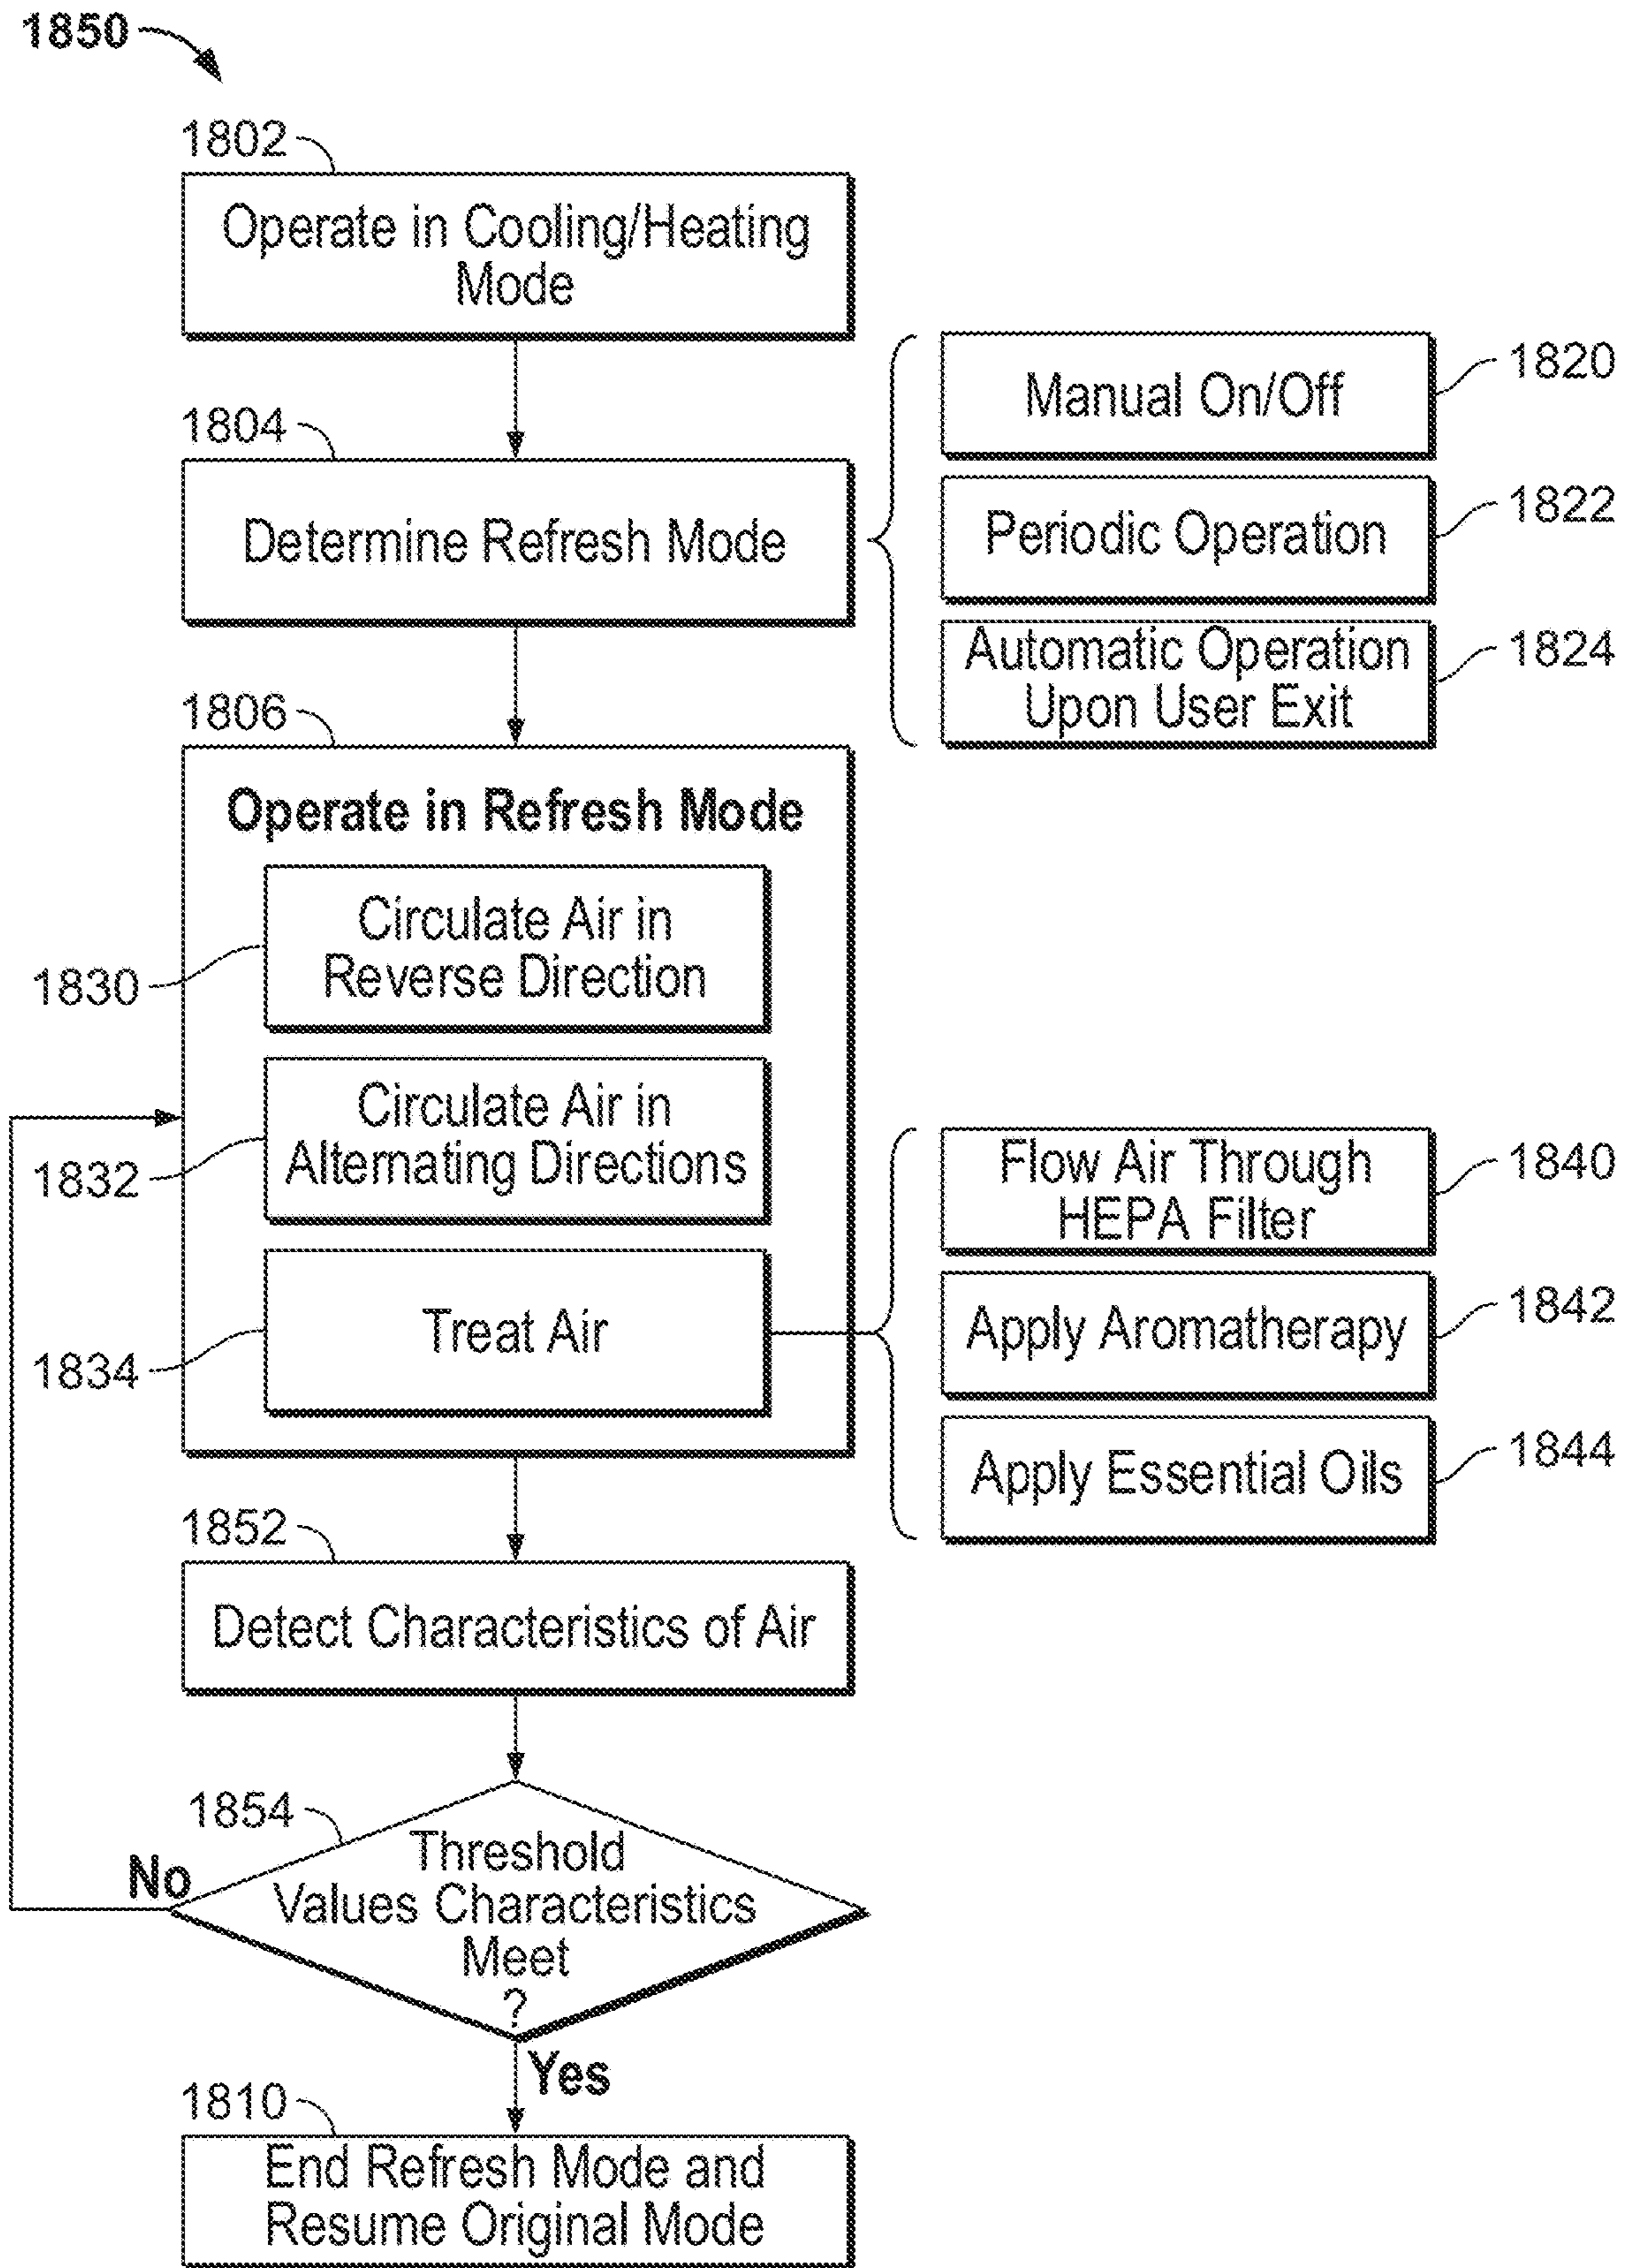 1850
1802
Operate in Cooling/Heating
Mode
1804
Determine Refresh Mode
Manual On/Off
1820
Periodic Operation
1822
Automatic Operation
Upon User Exit
1824
1806
Operate in Refresh Mode
Circulate Air in
Reverse Direction
1830
Circulate Air in
Alternating Directions
1832
Treat Air
1834
Flow Air Through
HEPA Filter
1840
Apply Aromatherapy
1842
Apply Essential Oils
1844
1852
Detect Characteristics of Air
1854
Threshold
Values Characteristics
Meet
?
No
Yes
1810
End Refresh Mode and
Resume Original Mode